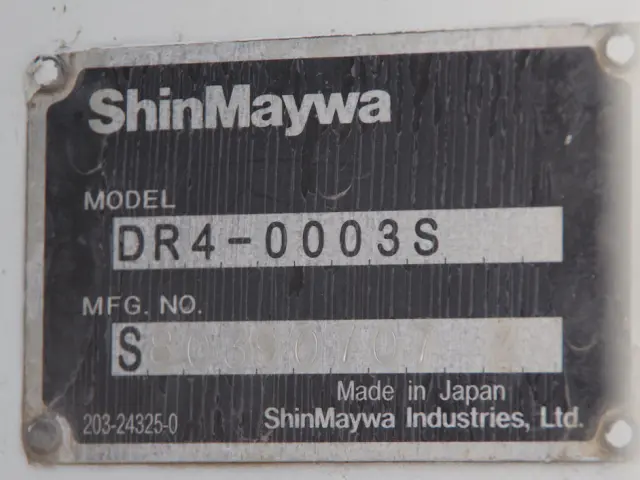 ShinMaywa
MODEL
DR4-0003S
MFG. NO.
S
Made in Japan
203-24325-0
ShinMaywa Industries, Ltd.